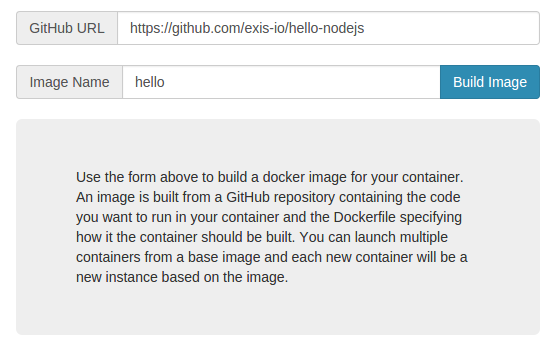 GitHub URL https://github.com/exis-io/hello-nodejs
Image Name hello Build Image
Use the form above to build a docker image for your container.
An image is built from a GitHub repository containing the code
you want to run in your container and the Dockerfile specifying
how it the container should be built. You can launch multiple
containers from a base image and each new container will be a
new instance based on the image.